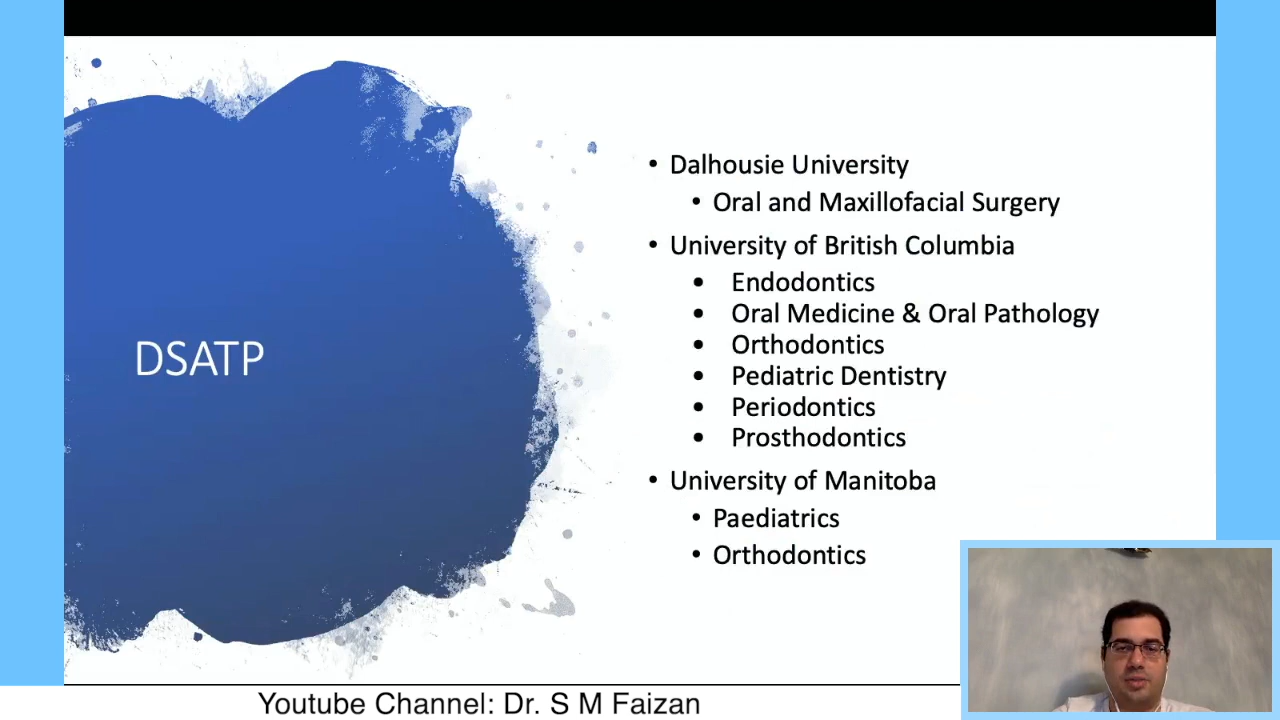 DSATP
• Dalhousie University
• Oral and Maxillofacial Surgery
• University of British Columbia
• Endodontics
• Oral Medicine & Oral Pathology
• Orthodontics
• Pediatric Dentistry
• Periodontics
• Prosthodontics
• University of Manitoba
• Paediatrics
• Orthodontics
Youtube Channel: Dr. S M Faizan